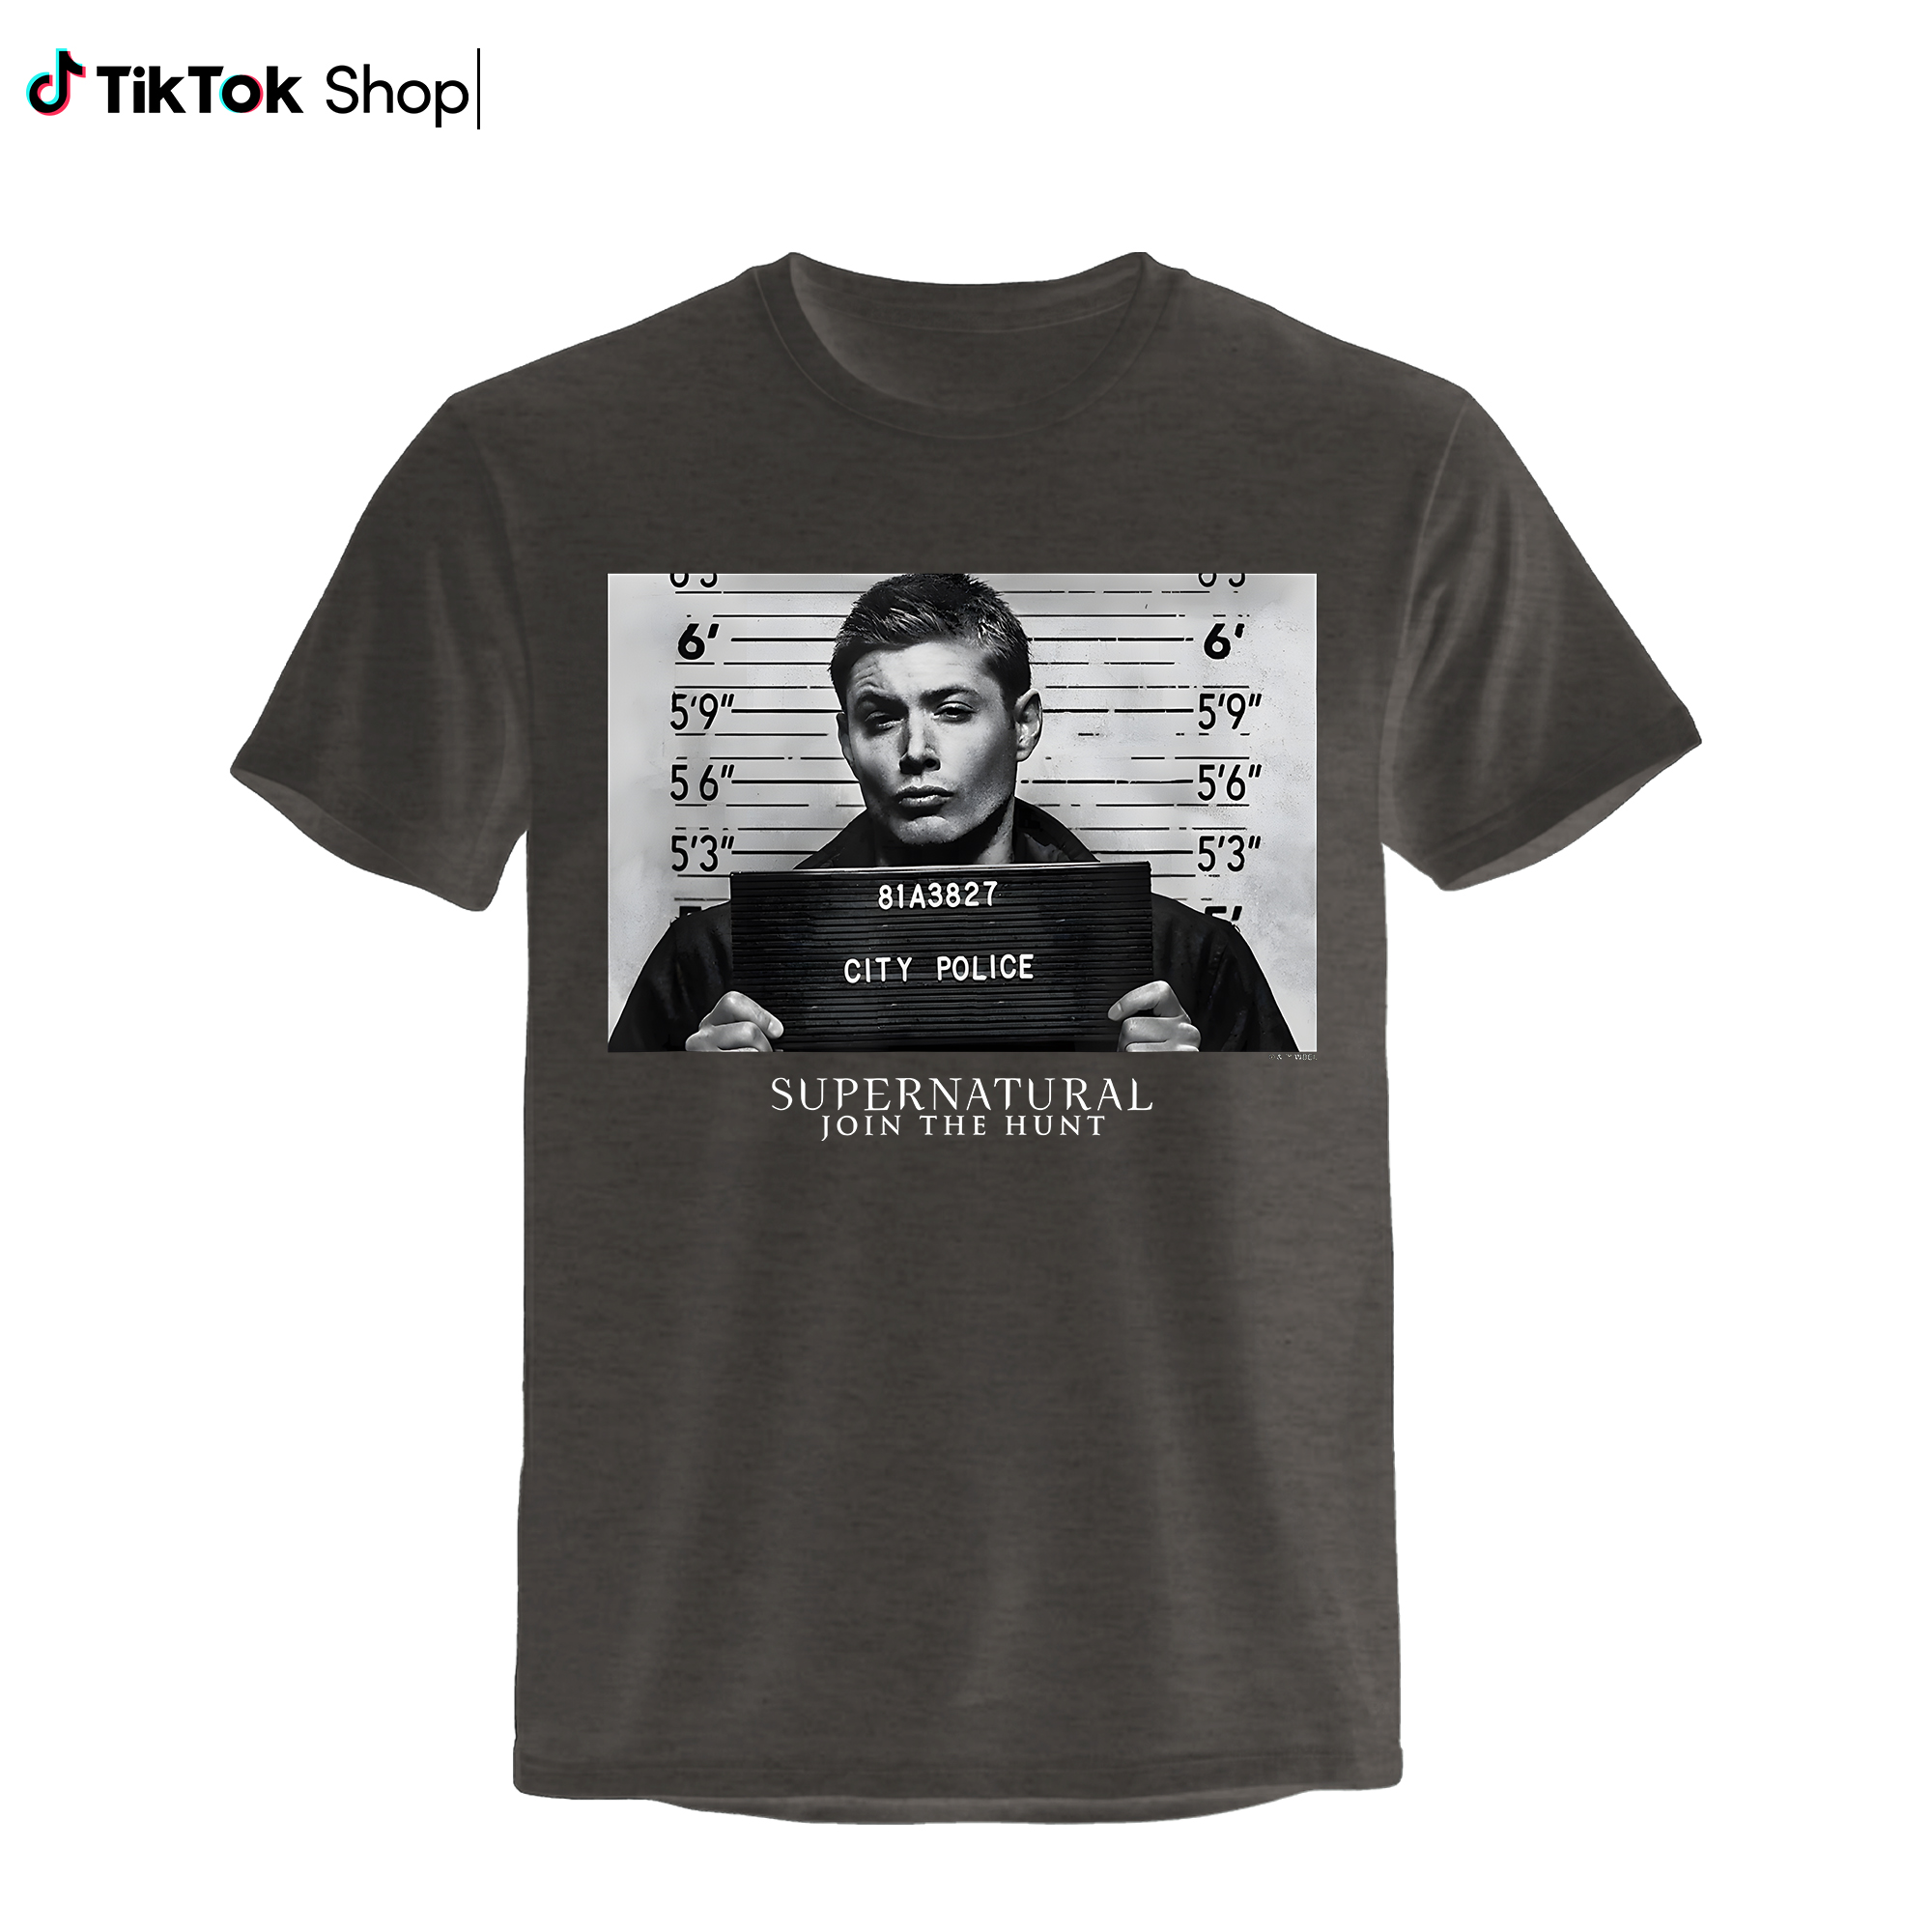 TikTok Shop
6' 6'
5'9" 5'9"
5 6" 5'6"
5'3" 5'3"
81A3827
CITY POLICE
SUPERNATURAL
JOIN THE HUNT